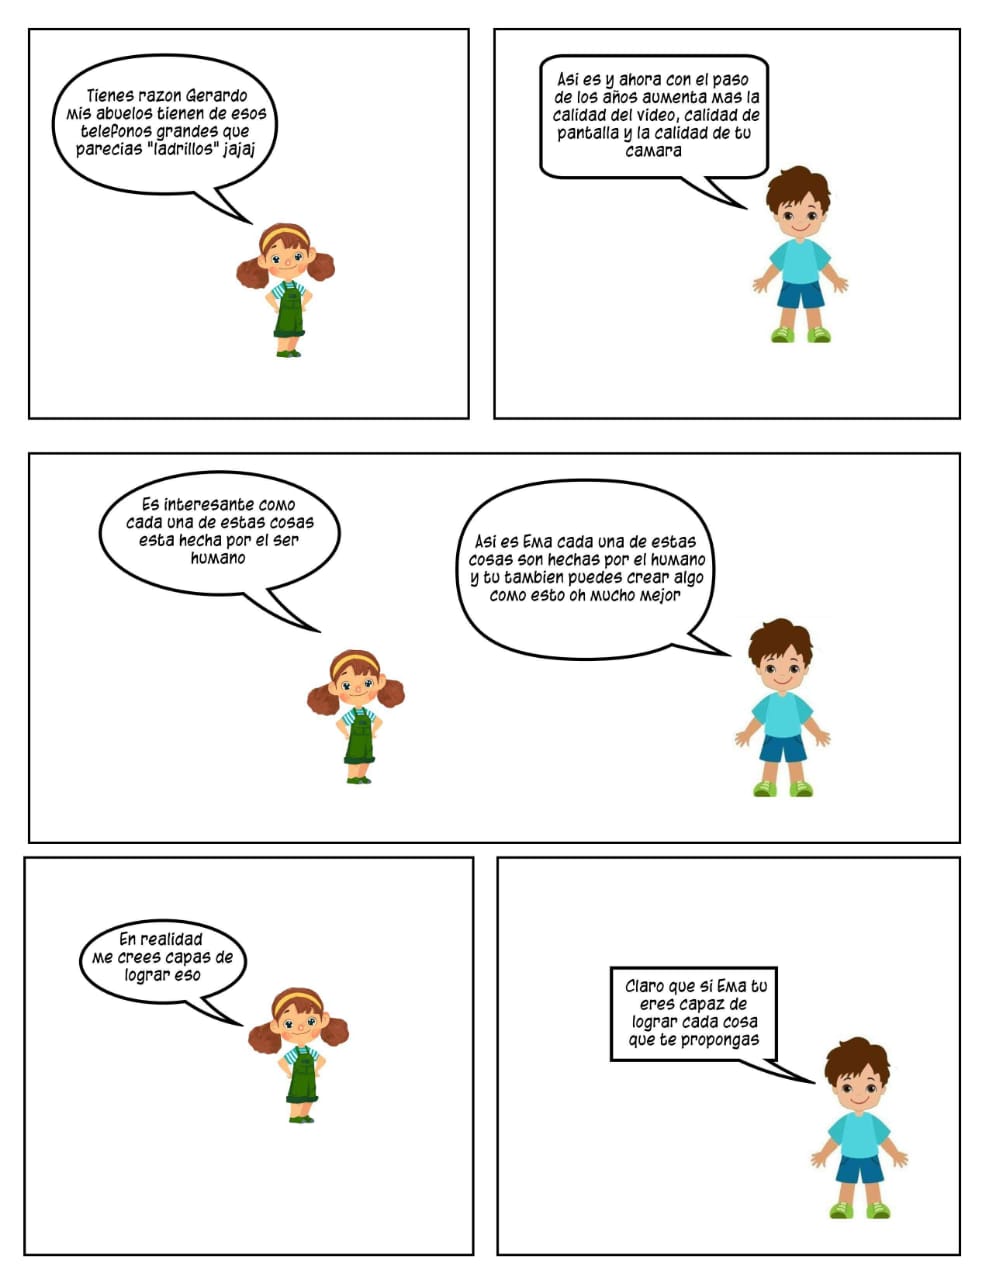 Tienes razon Gerardo
mis abuelos tienen de esos
telefonos grandes que
parecias "ladrillos" jajaj
Asi es y ahora con el paso
de los años aumenta mas la
calidad del video, calidad de
pantalla y la calidad de tu
camara
Es interesante como
cada una de estas cosas
esta hecha por el ser
humano
Asi es Ema cada una de estas
cosas son hechas por el humano
y tu tambien puedes crear algo
como esto oh mucho mejor
En realidad
me crees capas de
lograr eso
Claro que si Ema tu
eres capaz de
lograr cada cosa
que te propongas